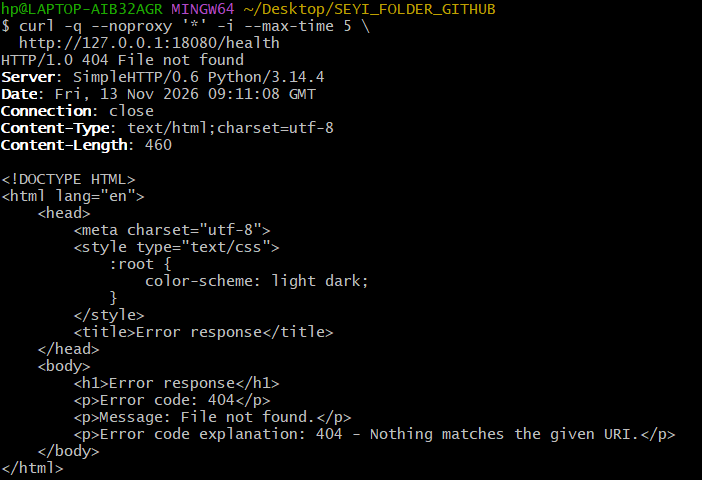 hp@LAPTOP-AIB32AGR MINGW64 ~/Desktop/SEYI_FOLDER_GITHUB
$ curl -q --noproxy '*' -i --max-time 5 \
  http://127.0.0.1:18080/health
HTTP/1.0 404 File not found
Server: SimpleHTTP/0.6 Python/3.14.4
Date: Fri, 13 Nov 2026 09:11:08 GMT
Connection: close
Content-Type: text/html;charset=utf-8
Content-Length: 460

<!DOCTYPE HTML>
<html lang="en">
    <head>
        <meta charset="utf-8">
        <style type="text/css">
            :root {
                color-scheme: light dark;
            }
        </style>
        <title>Error response</title>
    </head>
    <body>
        <h1>Error response</h1>
        <p>Error code: 404</p>
        <p>Message: File not found.</p>
        <p>Error code explanation: 404 - Nothing matches the given URI.</p>
    </body>
</html>